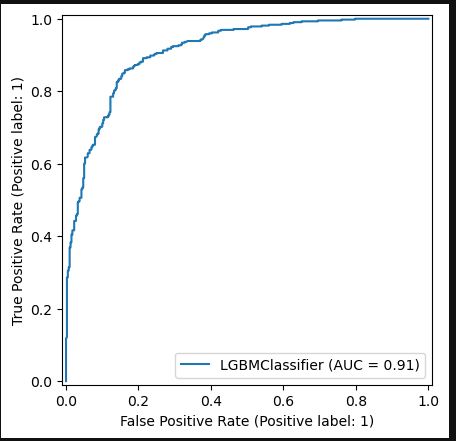 1.0
0.8
0.6
0.4
0.2
0.0
True Positive Rate (Positive label: 1)
LGBMClassifier (AUC = 0.91)
0.0 0.2 0.4 0.6 0.8 1.0
False Positive Rate (Positive label: 1)